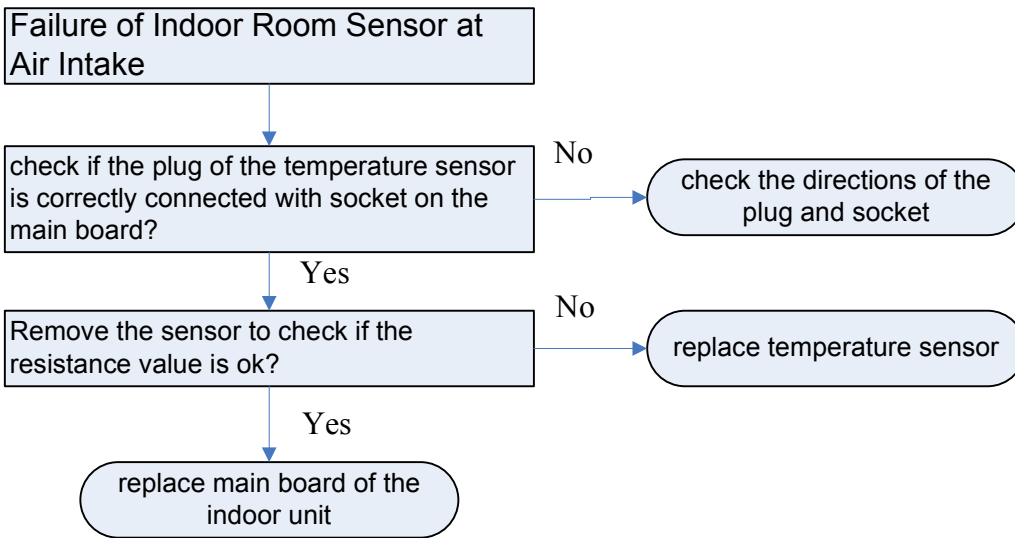 Failure of Indoor Room Sensor at
Air Intake
check if the plug of the temperature sensor
is correctly connected with socket on the
main board?
No
check the directions of the
plug and socket
Yes
Remove the sensor to check if the
resistance value is ok?
No
replace temperature sensor
Yes
replace main board of the
indoor unit